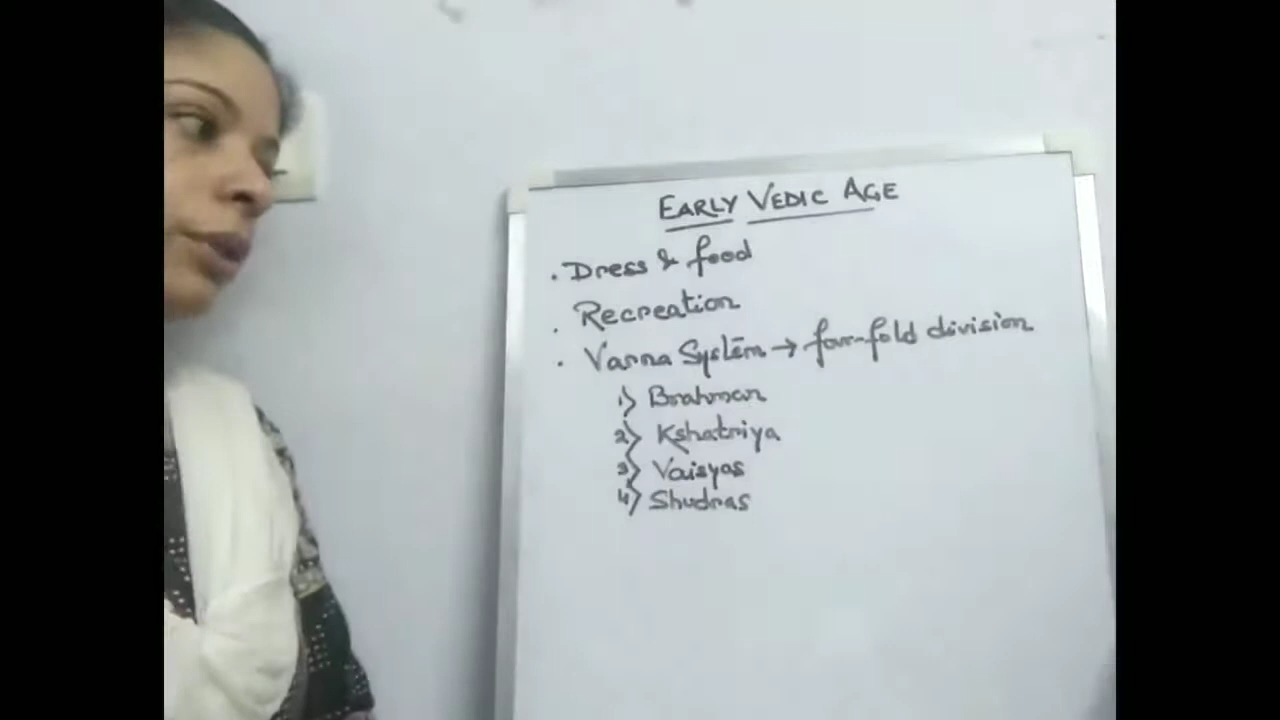 EARLY VEDIC AGE
· Dress & food
· Recreation
· Varna System → four-fold division
1) Brahman
2) Kshatriya
3) Vaisyas
4) Shudras